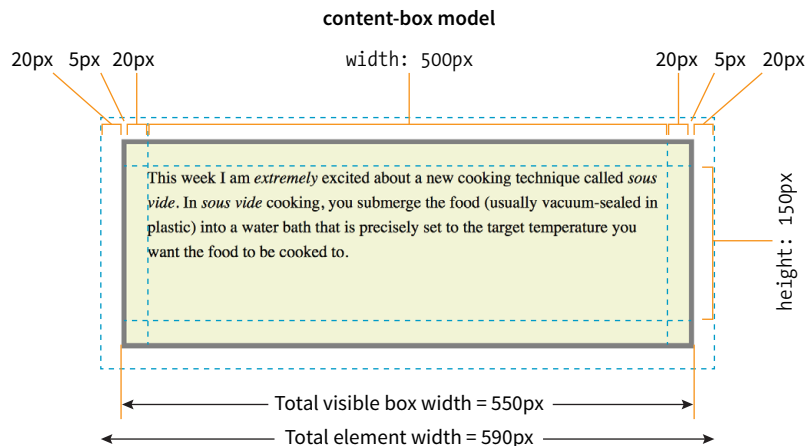 content-box model
20px 5px 20px width: 500px 20px 5px 20px
This week I am extremely excited about a new cooking technique called sous
vide. In sous vide cooking, you submerge the food (usually vacuum-sealed in
plastic) into a water bath that is precisely set to the target temperature you
want the food to be cooked to.
height: 150px
Total visible box width = 550px
Total element width = 590px